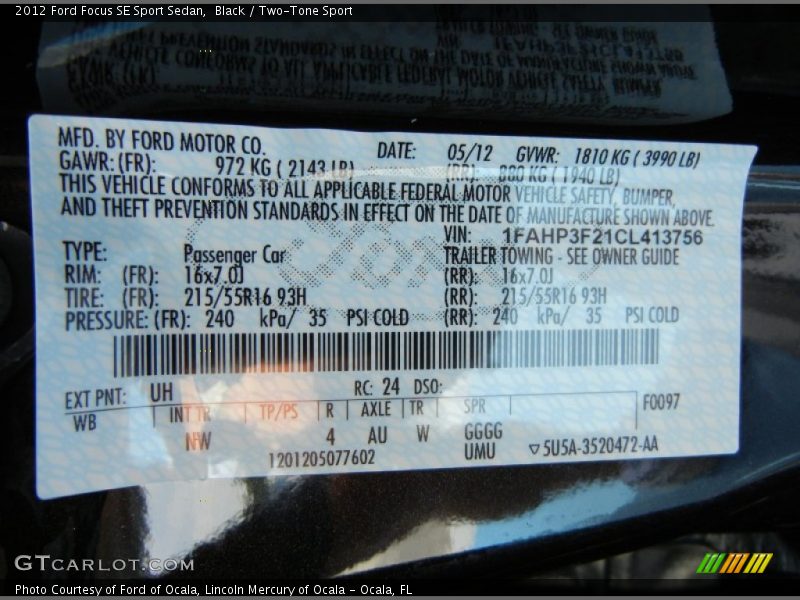 2012 Ford Focus SE Sport Sedan, Black / Two-Tone Sport
MFD. BY FORD MOTOR CO. DATE: 05/12 GVWR: 1810 KG ( 3990 LB)
GAWR: (FR): 972 KG ( 2143 LB) (RR): 880 KG ( 1940 LB)
THIS VEHICLE CONFORMS TO ALL APPLICABLE FEDERAL MOTOR VEHICLE SAFETY, BUMPER,
AND THEFT PREVENTION STANDARDS IN EFFECT ON THE DATE OF MANUFACTURE SHOWN ABOVE.
VIN: 1FAHP3F21CL413756
TYPE: Passenger Car TRAILER TOWING - SEE OWNER GUIDE
RIM: (FR): 16x7.0J (RR): 16x7.0J
TIRE: (FR): 215/55R16 93H (RR): 215/55R16 93H
PRESSURE: (FR): 240 kPa/ 35 PSI COLD (RR): 240 kPa/ 35 PSI COLD
EXT PNT: UH RC: 24 DSO:
WB INT TR TP/PS R AXLE TR SPR F0097
NW 4 AU W GGGG
1201205077602 UMU ▽5U5A-3520472-AA
GTCARLOT.COM
Photo Courtesy of Ford of Ocala, Lincoln Mercury of Ocala - Ocala, FL